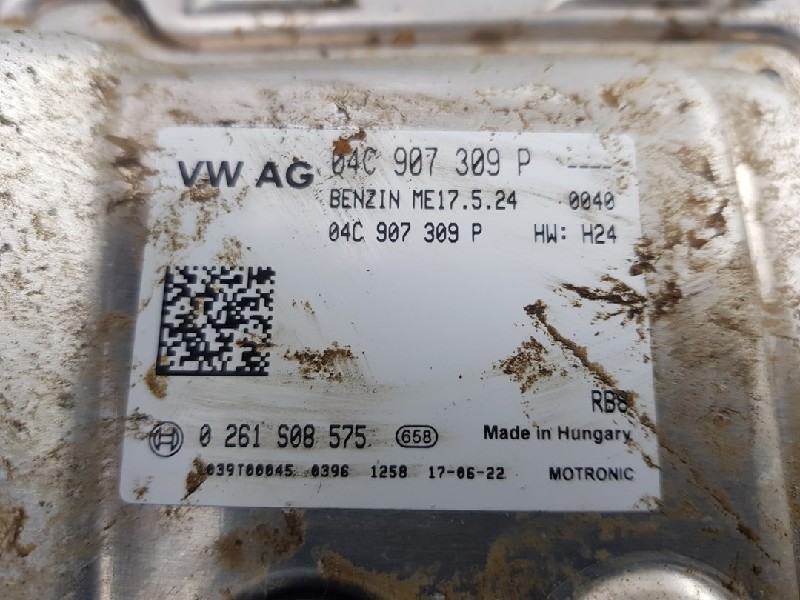 VW AG 04C 907 309 P ----
BENZIN ME17.5.24 0040
04C 907 309 P HW: H24
RB8
0 261 S08 575 658 Made in Hungary
039T00045 0396 1258 17-06-22 MOTRONIC